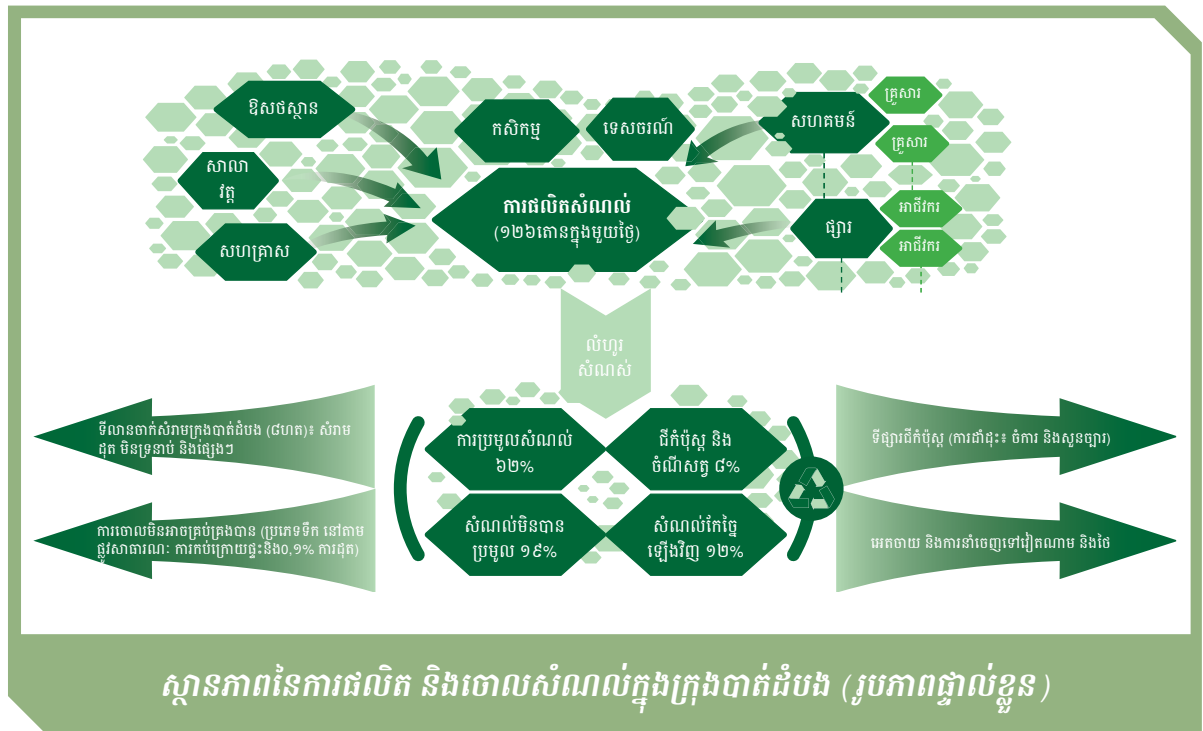 ឱសថស្ថាន
កសិកម្ម
ទេសចរណ៍
សហគមន៍
គ្រួសារ
គ្រួសារ
សាលា
វត្ត
ការផលិតសំណល់
(១២៦តោនក្នុងមួយថ្ងៃ)
ផ្សារ
អាជីវករ
អាជីវករ
សហគ្រាស
លំហូរ
សំណស់
ទីលានចាក់សំរាមក្រុងបាត់ដំបង (៨ហត)៖ សំរាម
ដុត មិនទ្រនាប់ និងផ្សេងៗ
ការប្រមូលសំណល់
៦២%
ជីកំប៉ុស្ត និង
ចំណីសត្វ ៨%
ទីផ្សារជីកំប៉ុស្ត (ការដាំដុះ៖ ចំការ និងសួនច្បារ)
ការចោលមិនអាចគ្រប់គ្រងបាន (ប្រភេទទឹក នៅតាម
ផ្លូវសាធារណៈ ការកប់ក្រោយផ្ទះនិង០,១% ការដុត)
សំណល់មិនបាន
ប្រមូល ១៩%
សំណល់កែច្នៃ
ឡើងវិញ ១២%
អេតចាយ និងការនាំចេញទៅវៀតណាម និងថៃ
ស្ថានភាពនៃការផលិត និងចោលសំណល់ក្នុងក្រុងបាត់ដំបង (រូបភាពផ្ទាល់ខ្លួន)